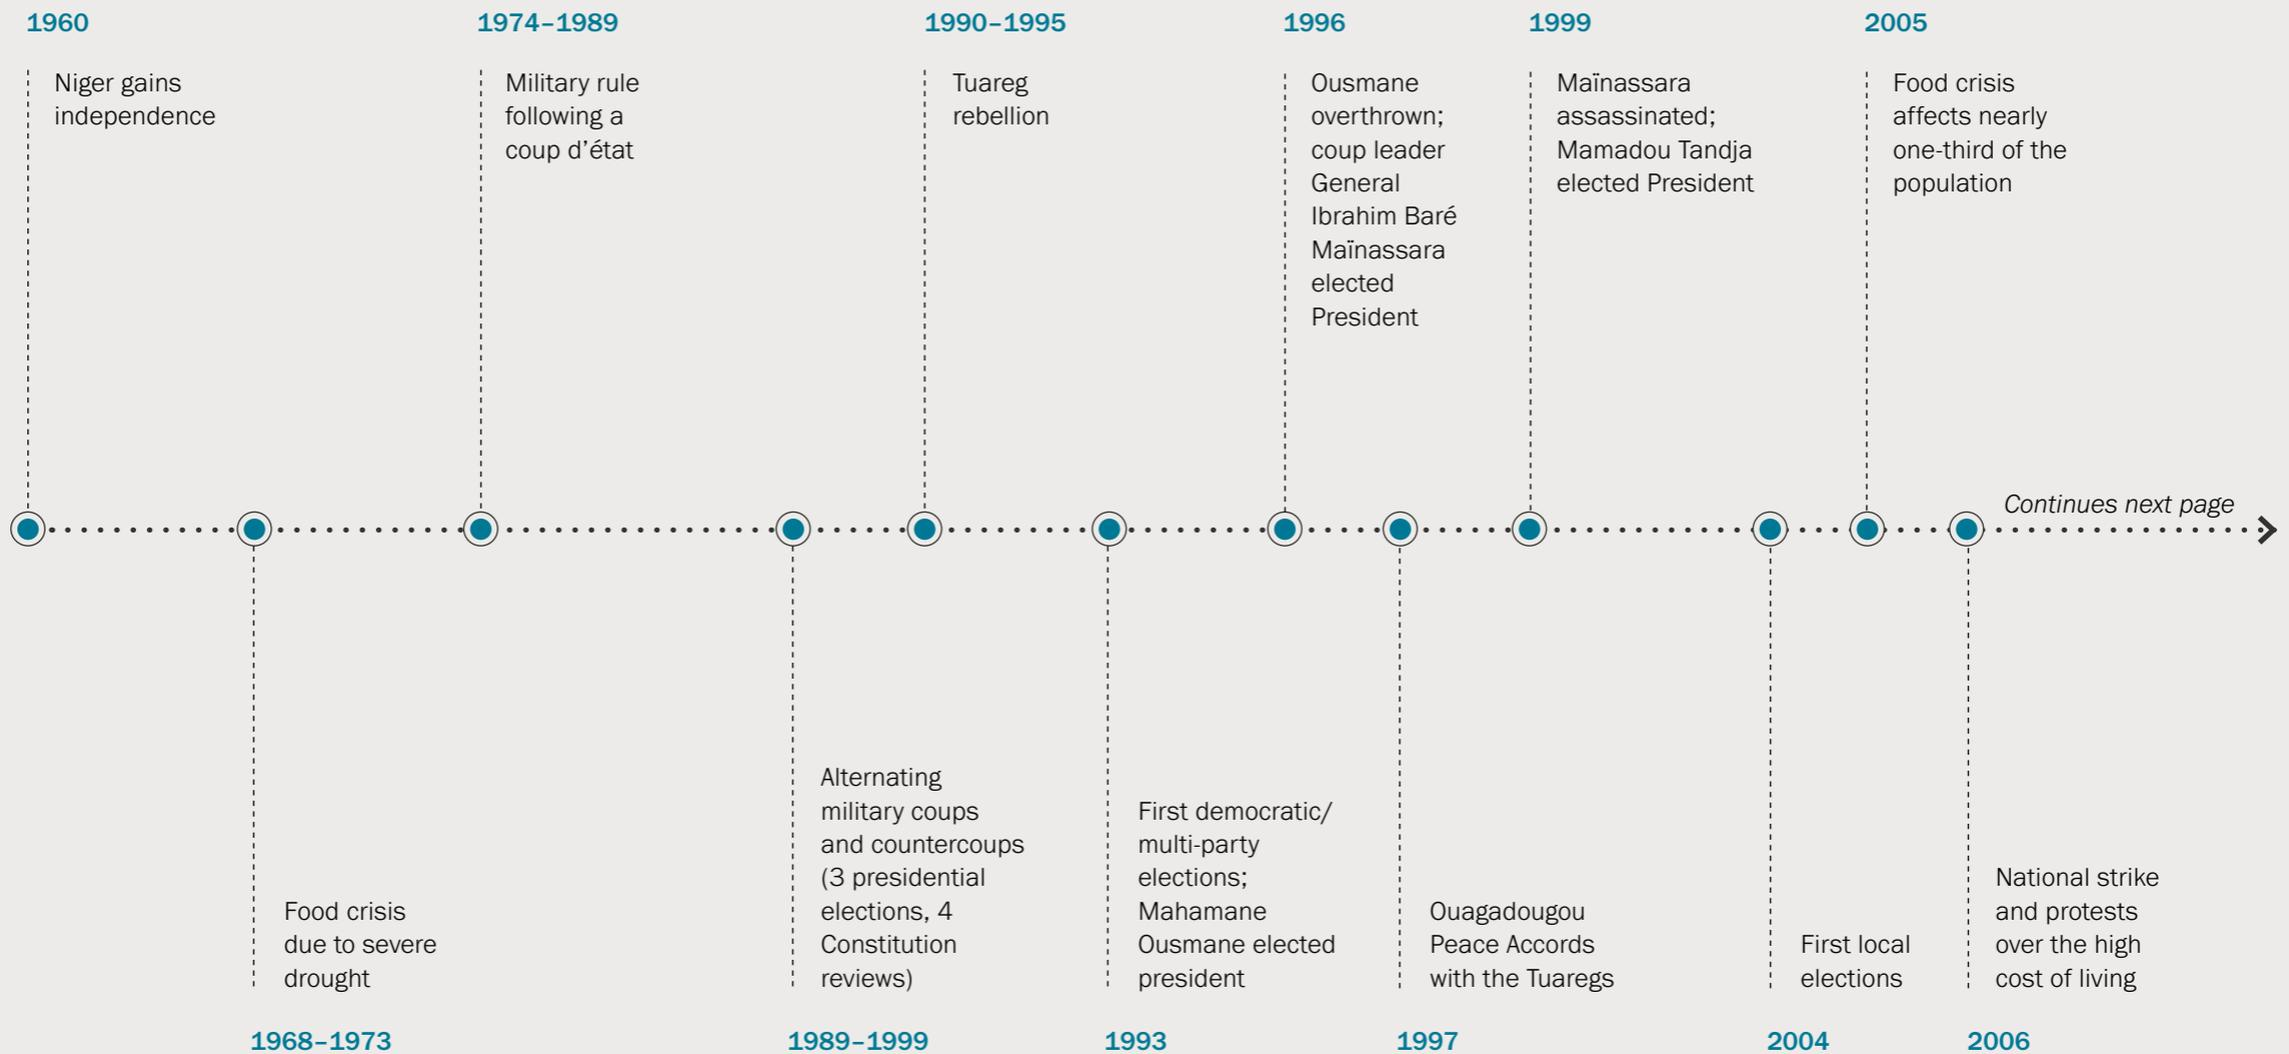 1960
Niger gains
independence
1974–1989
Military rule
following a
coup d’état
1990–1995
Tuareg
rebellion
1996
Ousmane
overthrown;
coup leader
General
Ibrahim Baré
Maïnassara
elected
President
1999
Maïnassara
assassinated;
Mamadou Tandja
elected President
2005
Food crisis
affects nearly
one-third of the
population
Continues next page
Food crisis
due to severe
drought
1968–1973
Alternating
military coups
and countercoups
(3 presidential
elections, 4
Constitution
reviews)
1989–1999
First democratic/
multi-party
elections;
Mahamane
Ousmane elected
president
1993
Ouagadougou
Peace Accords
with the Tuaregs
1997
First local
elections
2004
National strike
and protests
over the high
cost of living
2006